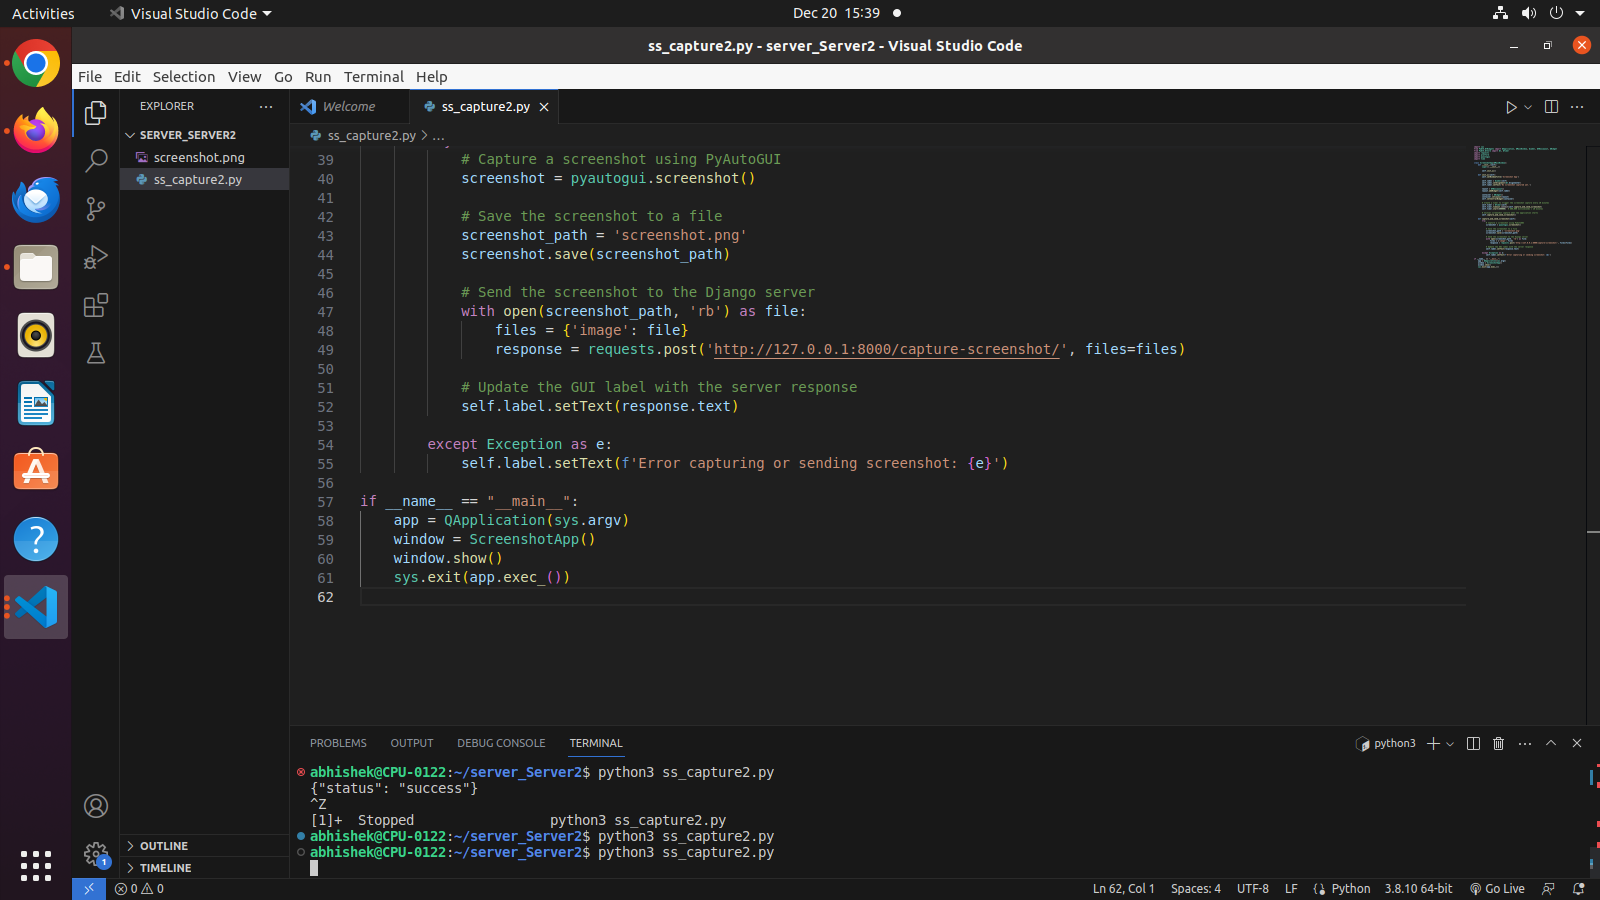 Activities
Visual Studio Code
Dec 20 15:39
ss_capture2.py - server_Server2 - Visual Studio Code
File Edit Selection View Go Run Terminal Help
EXPLORER
SERVER_SERVER2
screenshot.png
ss_capture2.py
OUTLINE
TIMELINE
1
Welcome
ss_capture2.py
ss_capture2.py > ...
39 # Capture a screenshot using PyAutoGUI
40 screenshot = pyautogui.screenshot()
41
42 # Save the screenshot to a file
43 screenshot_path = 'screenshot.png'
44 screenshot.save(screenshot_path)
45
46 # Send the screenshot to the Django server
47 with open(screenshot_path, 'rb') as file:
48 files = {'image': file}
49 response = requests.post('http://127.0.0.1:8000/capture-screenshot/', files=files)
50
51 # Update the GUI label with the server response
52 self.label.setText(response.text)
53
54 except Exception as e:
55 self.label.setText(f'Error capturing or sending screenshot: {e}')
56
57 if __name__ == "__main__":
58 app = QApplication(sys.argv)
59 window = ScreenshotApp()
60 window.show()
61 sys.exit(app.exec_())
62
PROBLEMS OUTPUT DEBUG CONSOLE TERMINAL
python3
abhishek@CPU-0122:~/server_Server2$ python3 ss_capture2.py
{"status": "success"}
^Z
[1]+ Stopped python3 ss_capture2.py
abhishek@CPU-0122:~/server_Server2$ python3 ss_capture2.py
abhishek@CPU-0122:~/server_Server2$ python3 ss_capture2.py
0 0
Ln 62, Col 1 Spaces: 4 UTF-8 LF Python 3.8.10 64-bit Go Live